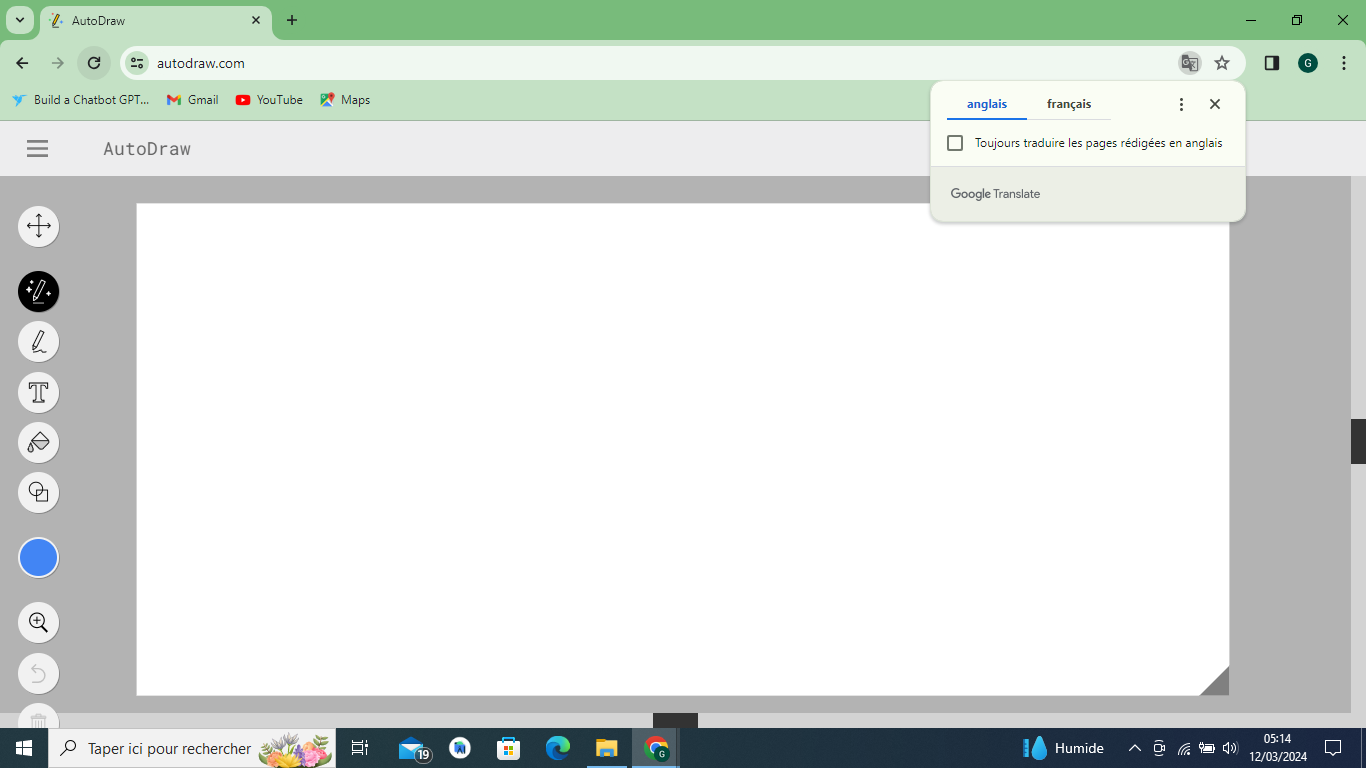 AutoDraw
autodraw.com
G
Build a Chatbot GPT...
Gmail
YouTube
Maps
anglais
français
Toujours traduire les pages rédigées en anglais
Google Translate
AutoDraw
T
Taper ici pour rechercher
19
G
Humide
05:14
12/03/2024